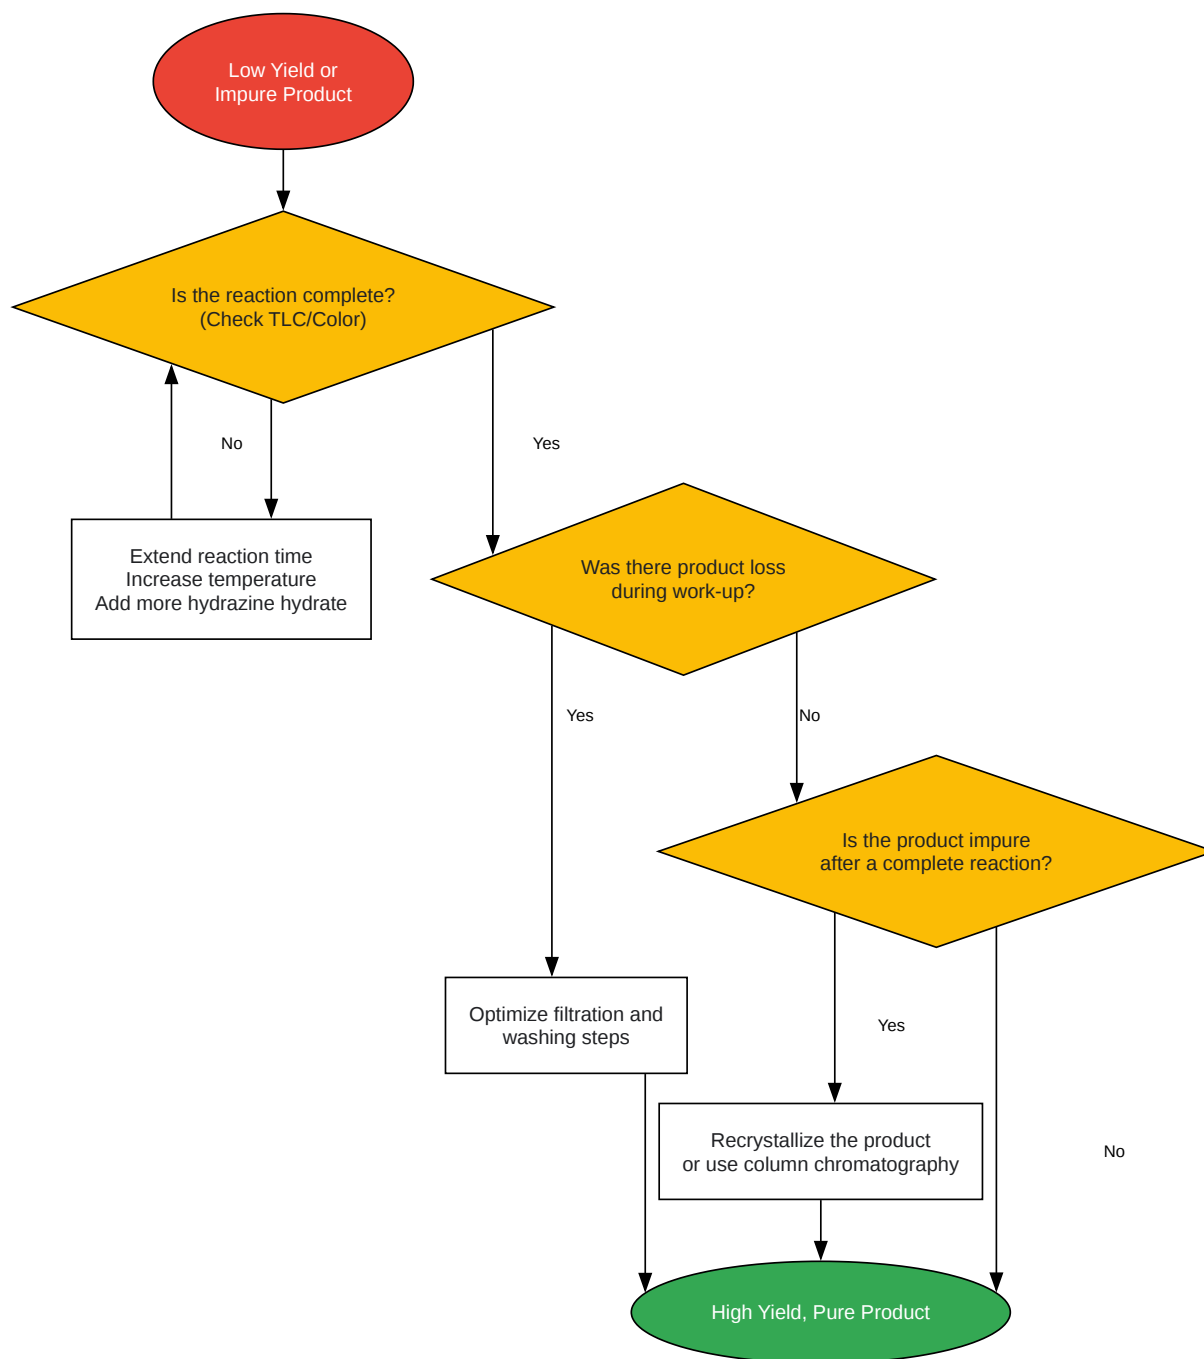 Low Yield or
Impure Product
Is the reaction complete?
(Check TLC/Color)
No
Yes
Extend reaction time
Increase temperature
Add more hydrazine hydrate
Was there product loss
during work-up?
Yes
No
Is the product impure
after a complete reaction?
Optimize filtration and
washing steps
Yes
Recrystallize the product
or use column chromatography
No
High Yield, Pure Product